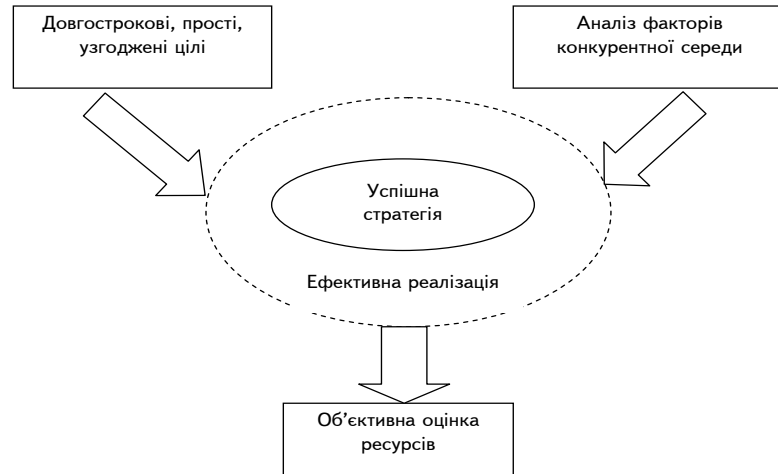 Довгострокові, прості,
узгоджені цілі
Аналіз факторів
конкурентної середи
Успішна
стратегія
Ефективна реалізація
Об’єктивна оцінка
ресурсів